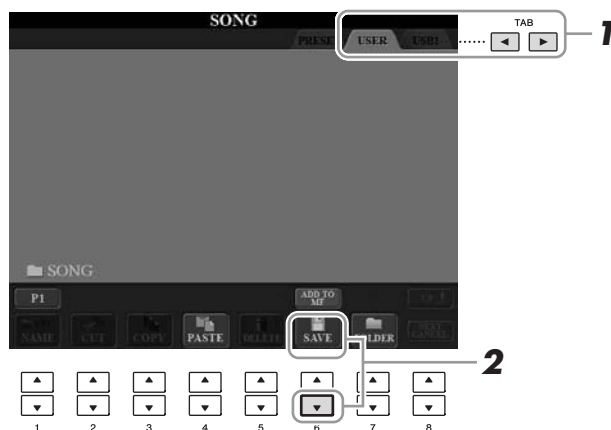 SONG
TAB
PRESET
USER
USB1
1
SONG
P1
ADD TO MF
NAME
CUT
COPY
PASTE
DELETE
SAVE
FOLDER
2
1 2 3 4 5 6 7 8